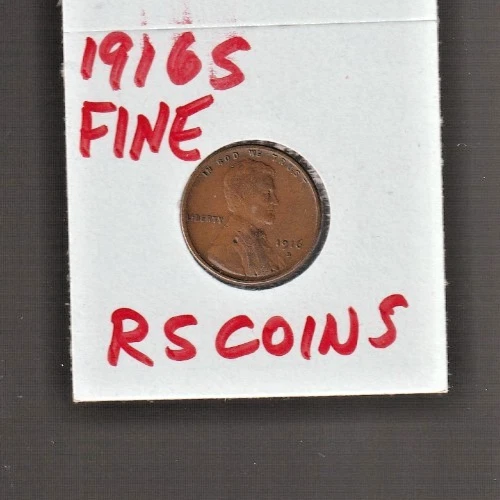 1916S
FINE
IN GOD WE TRUST
LIBERTY
1916
S
RS COINS